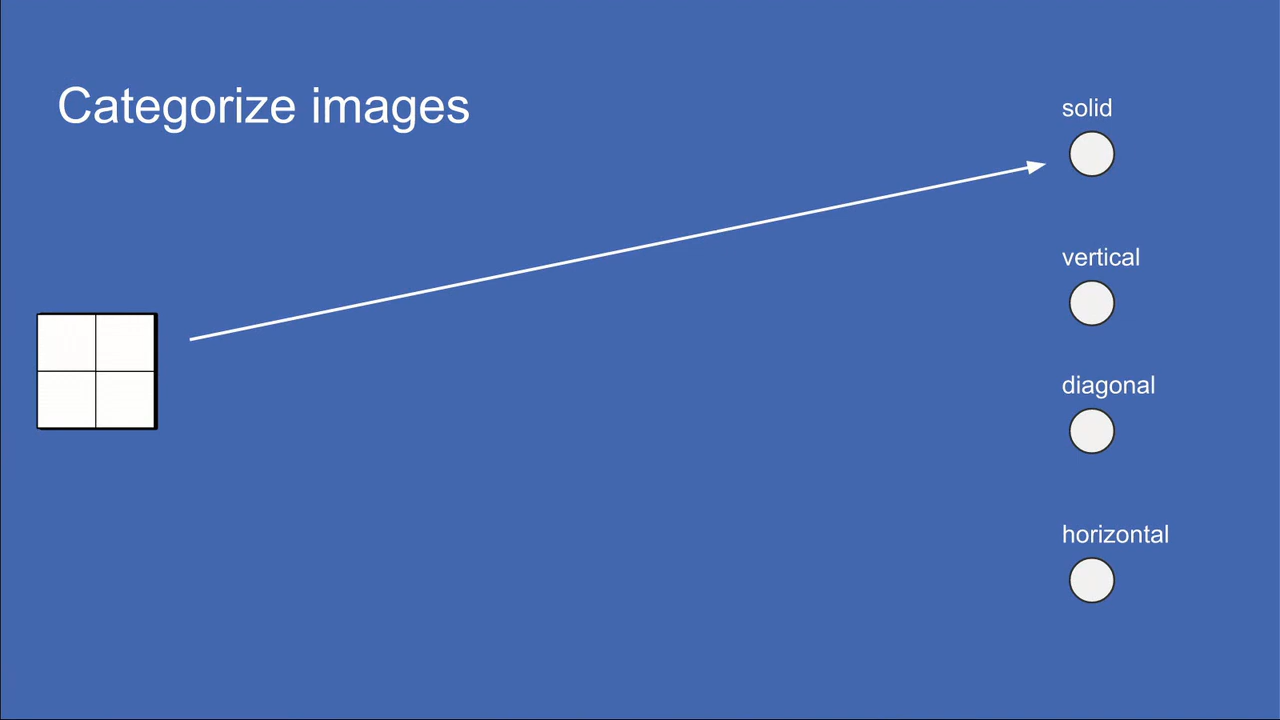 Categorize images
solid
vertical
diagonal
horizontal